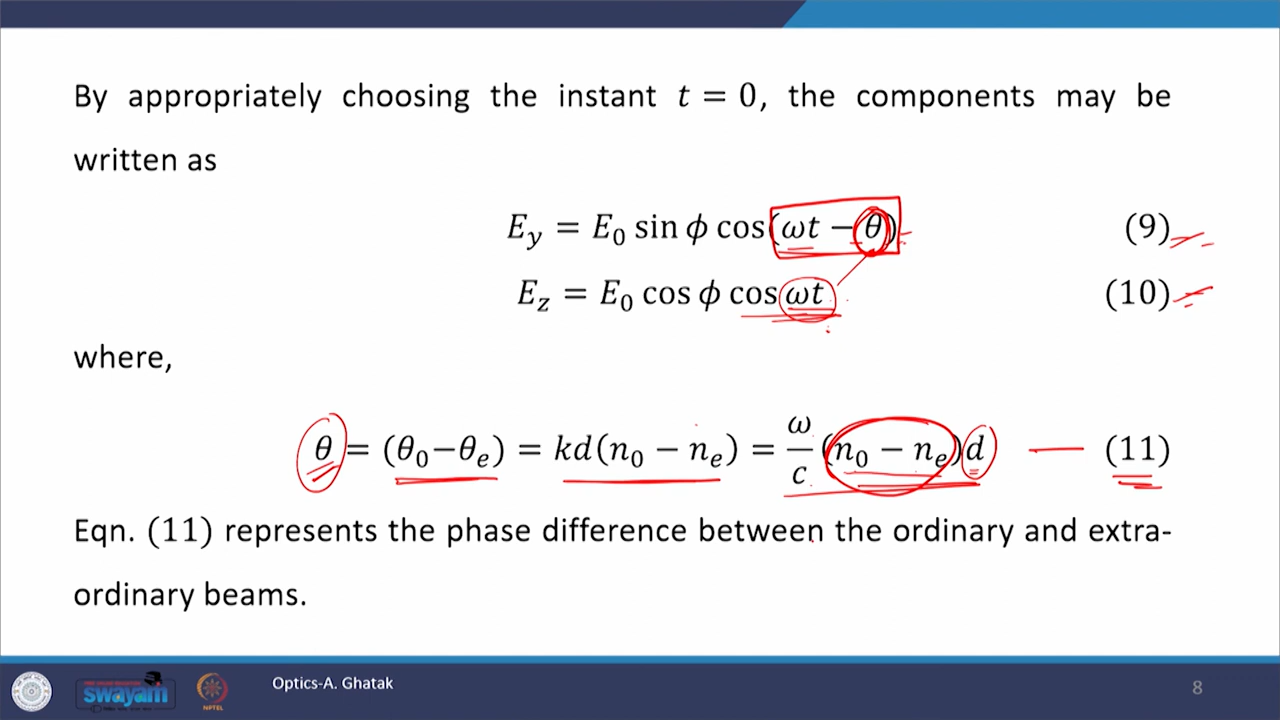 By appropriately choosing the instant t = 0, the components may be
written as
E_y = E_0 sin ϕ cos(ωt − θ) (9)
E_z = E_0 cos ϕ cos ωt (10)
where,
θ = (θ_0−θ_e) = kd(n_0 − n_e) = ω/c (n_0 − n_e)d (11)
Eqn. (11) represents the phase difference between the ordinary and extra-
ordinary beams.
swayam
NPTEL
Optics-A. Ghatak
8